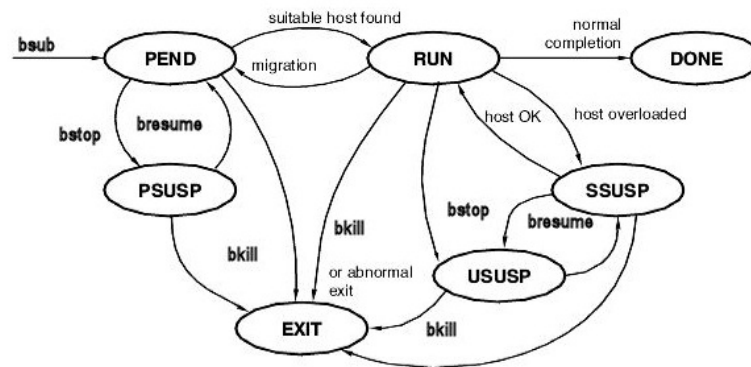 suitable host found
bsub
PEND
migration
RUN
normal
completion
DONE
bstop
bresume
host OK
host overloaded
PSUSP
SSUSP
bkill
bkill
bstop
bresume
or abnormal
exit
USUSP
EXIT
bkill